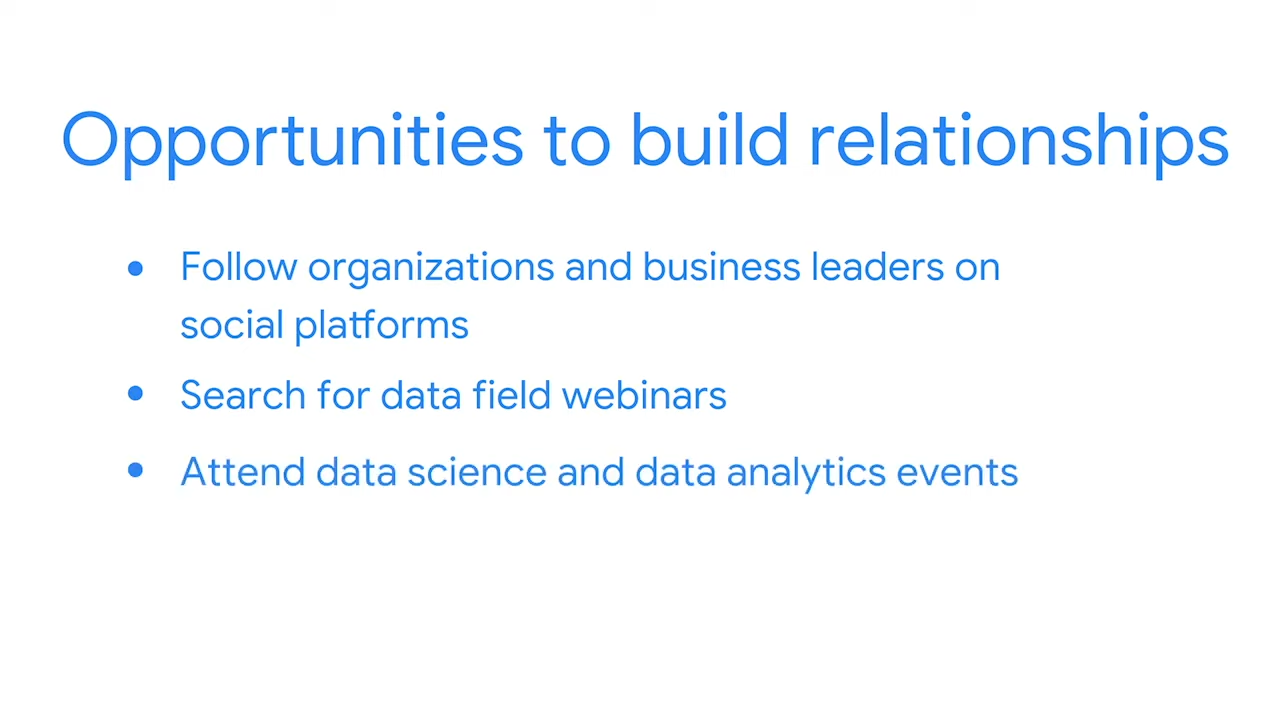 Opportunities to build relationships
• Follow organizations and business leaders on
social platforms
• Search for data field webinars
• Attend data science and data analytics events